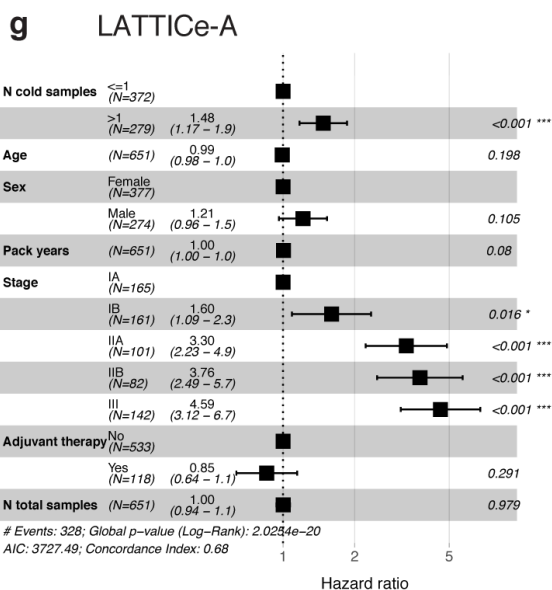 g LATTICe-A
N cold samples <=1 (N=372)
>1 (N=279) 1.48 (1.17 – 1.9) <0.001 ***
Age (N=651) 0.99 (0.98 – 1.0) 0.198
Sex Female (N=377)
Male (N=274) 1.21 (0.96 – 1.5) 0.105
Pack years (N=651) 1.00 (1.00 – 1.0) 0.08
Stage IA (N=165)
IB (N=161) 1.60 (1.09 – 2.3) 0.016 *
IIA (N=101) 3.30 (2.23 – 4.9) <0.001 ***
IIB (N=82) 3.76 (2.49 – 5.7) <0.001 ***
III (N=142) 4.59 (3.12 – 6.7) <0.001 ***
Adjuvant therapy No (N=533)
Yes (N=118) 0.85 (0.64 – 1.1) 0.291
N total samples (N=651) 1.00 (0.94 – 1.1) 0.979
# Events: 328; Global p–value (Log–Rank): 2.0254e–20
AIC: 3727.49; Concordance Index: 0.68
1 2 5
Hazard ratio